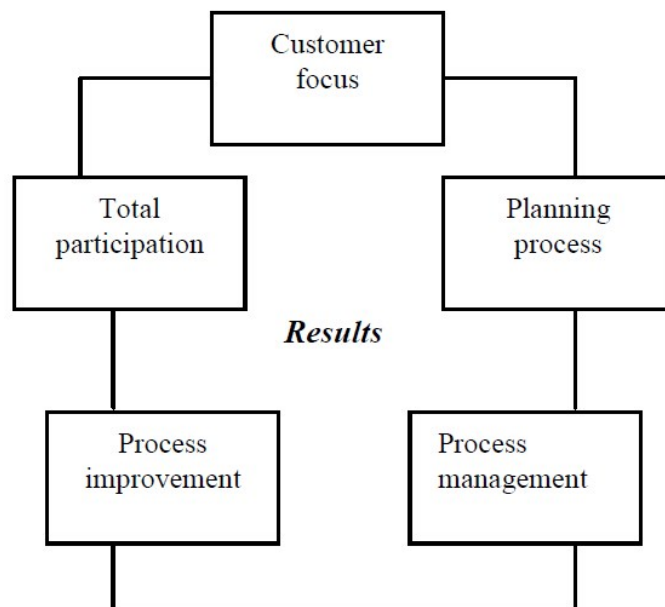 Customer
focus
Total
participation
Planning
process
Results
Process
improvement
Process
management